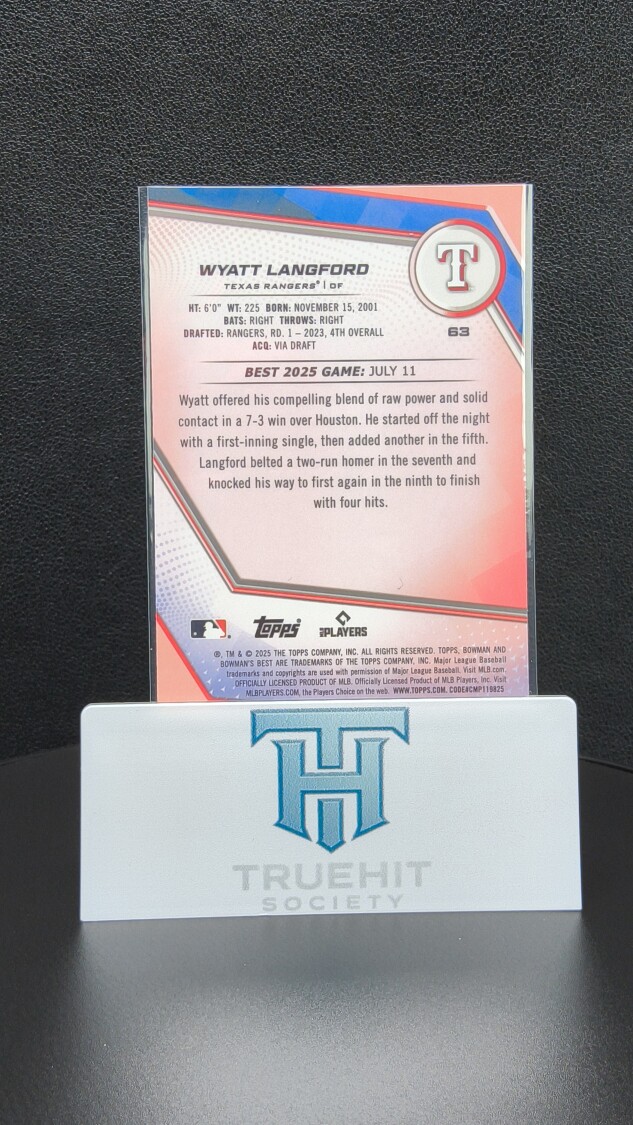 WYATT LANGFORD
TEXAS RANGERS® | OF
T
63
HT: 6'0" WT: 225 BORN: NOVEMBER 15, 2001
BATS: RIGHT THROWS: RIGHT
DRAFTED: RANGERS, RD. 1 – 2023, 4TH OVERALL
ACQ: VIA DRAFT
BEST 2025 GAME: JULY 11
Wyatt offered his compelling blend of raw power and solid
contact in a 7-3 win over Houston. He started off the night
with a first-inning single, then added another in the fifth.
Langford belted a two-run homer in the seventh and
knocked his way to first again in the ninth to finish
with four hits.
Topps
MLB PLAYERS
®, TM & © 2025 THE TOPPS COMPANY, INC. ALL RIGHTS RESERVED. TOPPS, BOWMAN AND
BOWMAN'S BEST ARE TRADEMARKS OF THE TOPPS COMPANY, INC. Major League Baseball
trademarks and copyrights are used with permission of Major League Baseball. Visit MLB.com.
OFFICIALLY LICENSED PRODUCT OF MLB. Officially Licensed Product of MLB Players, Inc. Visit
MLBPLAYERS.COM, the Players Choice on the web. WWW.TOPPS.COM. CODE#CMP118825
TH
TRUEHIT
SOCIETY